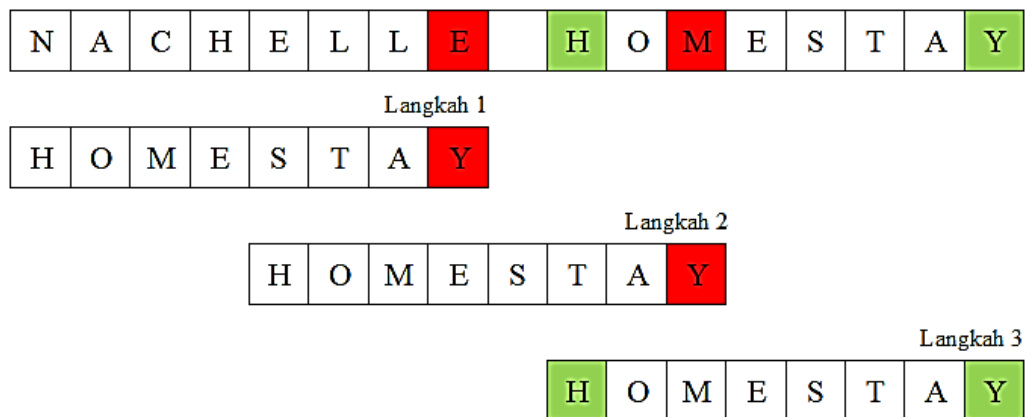 N A C H E L L E H O M E S T A Y
Langkah 1
H O M E S T A Y
Langkah 2
H O M E S T A Y
Langkah 3
H O M E S T A Y